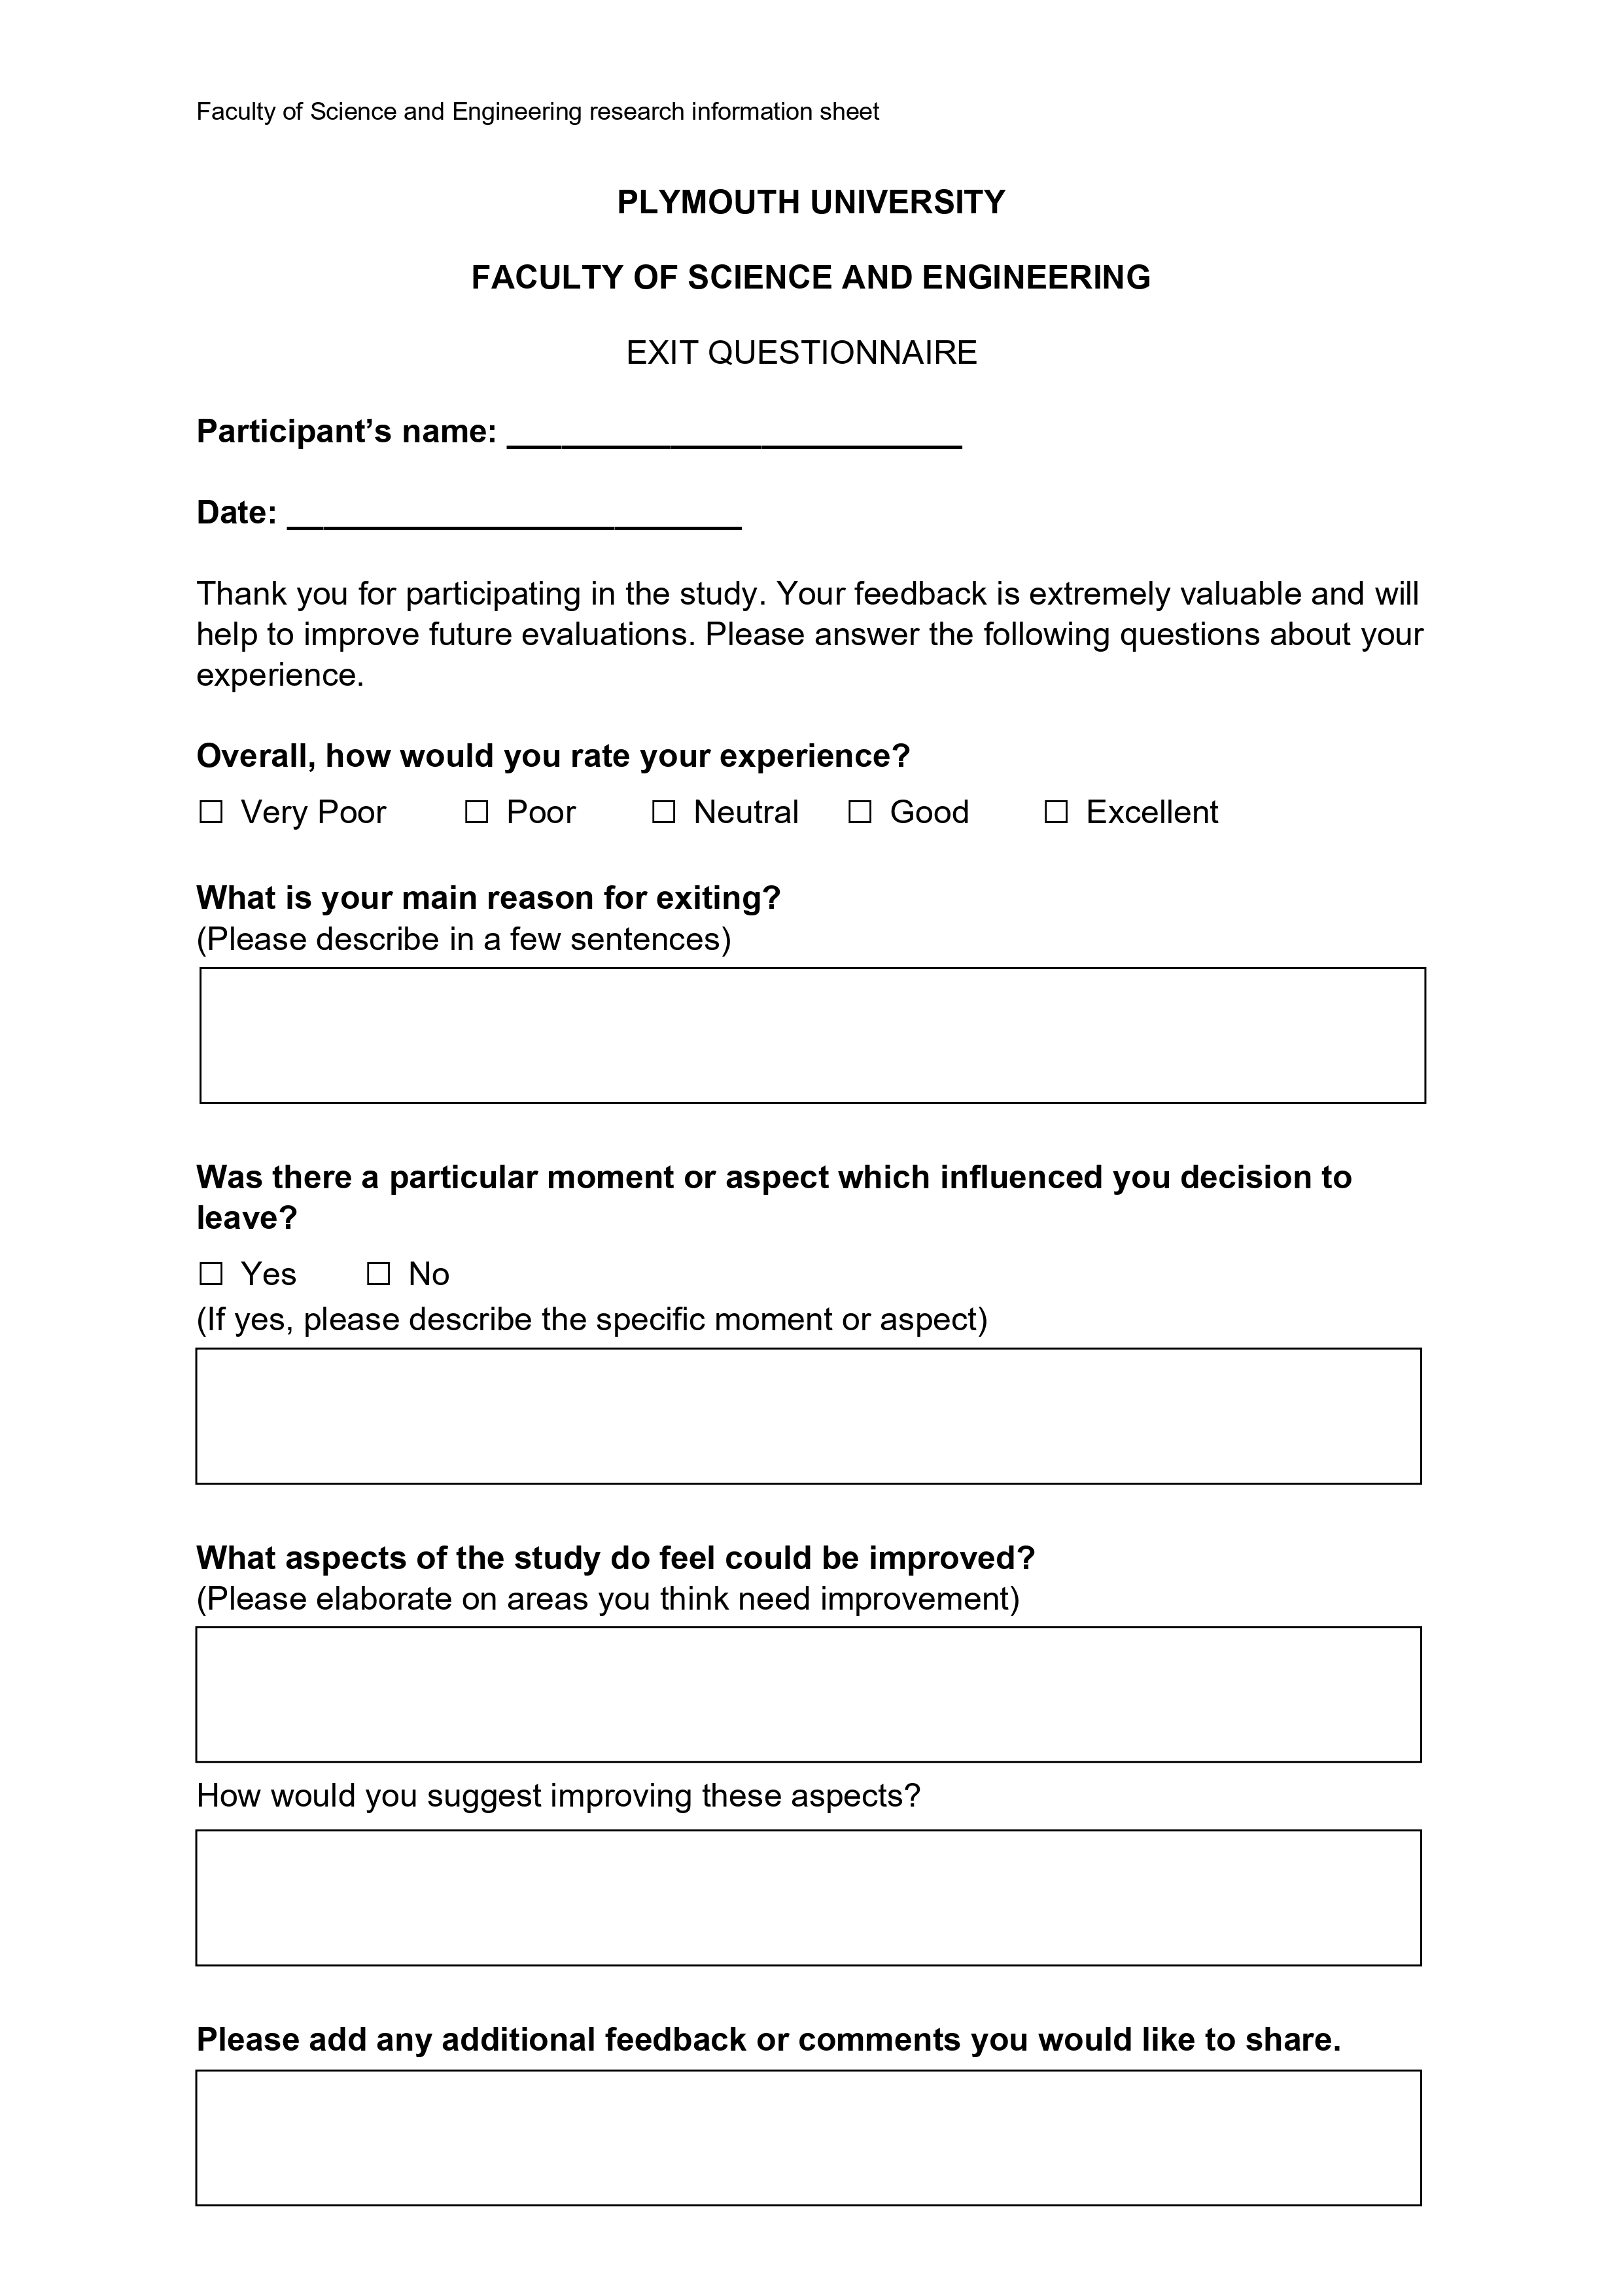 Faculty of Science and Engineering research information sheet
PLYMOUTH UNIVERSITY
FACULTY OF SCIENCE AND ENGINEERING
EXIT QUESTIONNAIRE
Participant’s name: _________________________
Date: _________________________
Thank you for participating in the study. Your feedback is extremely valuable and will
help to improve future evaluations. Please answer the following questions about your
experience.
Overall, how would you rate your experience?
☐ Very Poor ☐ Poor ☐ Neutral ☐ Good ☐ Excellent
What is your main reason for exiting?
(Please describe in a few sentences)
Was there a particular moment or aspect which influenced you decision to
leave?
☐ Yes ☐ No
(If yes, please describe the specific moment or aspect)
What aspects of the study do feel could be improved?
(Please elaborate on areas you think need improvement)
How would you suggest improving these aspects?
Please add any additional feedback or comments you would like to share.